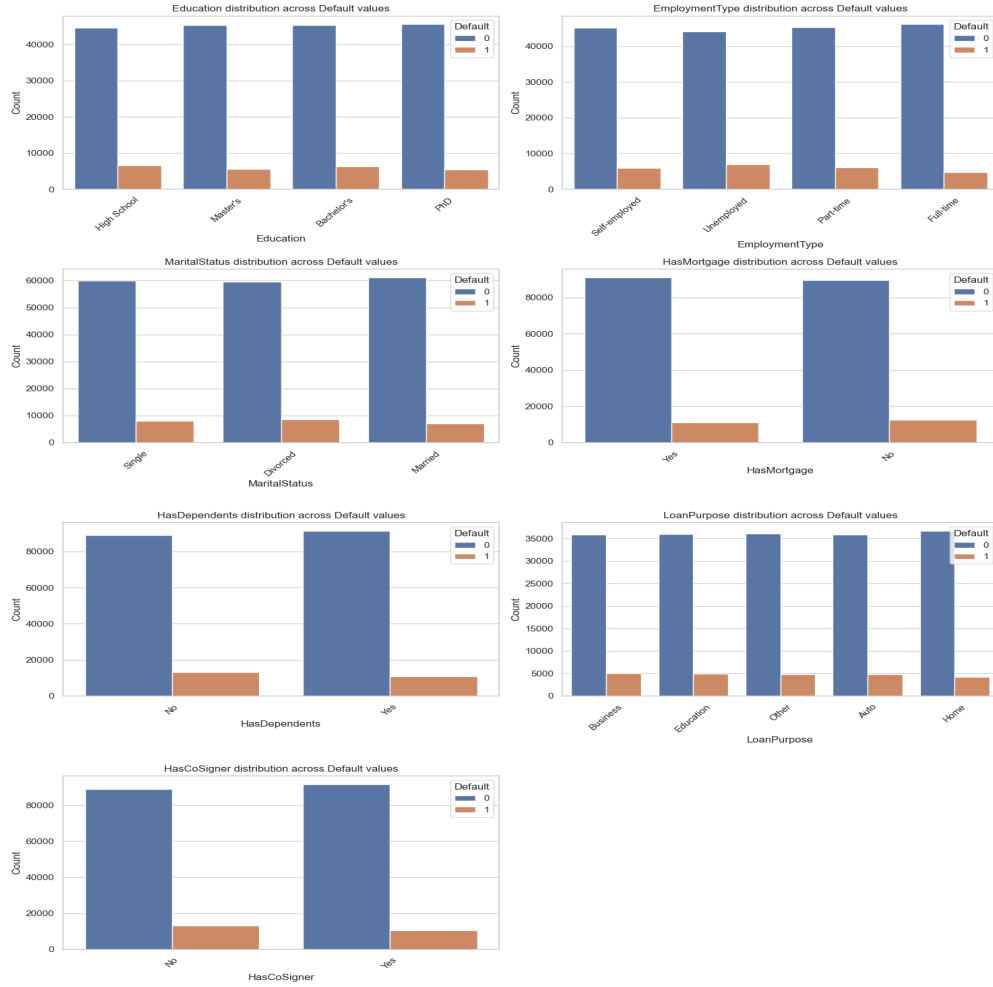 Education distribution across Default values
Default
0
1
40000
30000
20000
10000
0
Count
High School
Master's
Bachelor's
PhD
Education
EmploymentType distribution across Default values
Default
0
1
40000
30000
20000
10000
0
Count
Self-employed
Unemployed
Part-time
Full-time
EmploymentType
MaritalStatus distribution across Default values
Default
0
1
60000
50000
40000
30000
20000
10000
0
Count
Single
Divorced
Married
MaritalStatus
HasMortgage distribution across Default values
Default
0
1
80000
60000
40000
20000
0
Count
Yes
No
HasMortgage
HasDependents distribution across Default values
Default
0
1
80000
60000
40000
20000
0
Count
No
Yes
HasDependents
LoanPurpose distribution across Default values
Default
0
1
35000
30000
25000
20000
15000
10000
5000
0
Count
Business
Education
Other
Auto
Home
LoanPurpose
HasCoSigner distribution across Default values
Default
0
1
80000
60000
40000
20000
0
Count
No
Yes
HasCoSigner